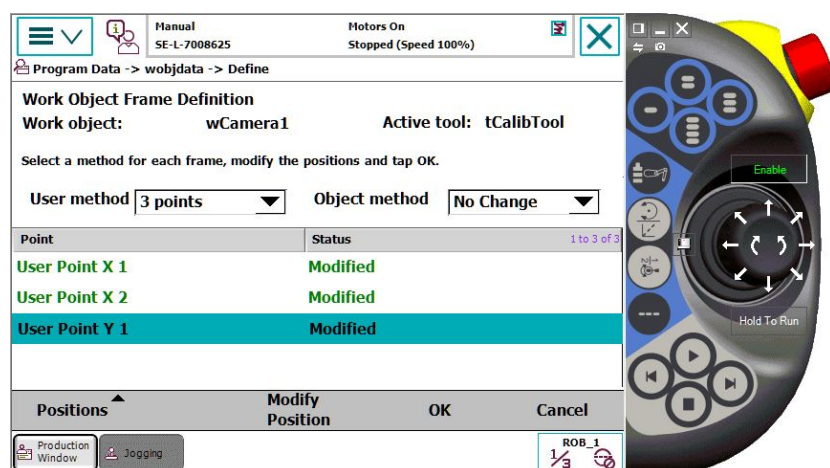 Manual
SE-L-7008625
Motors On
Stopped (Speed 100%)
Program Data -> wobjdata -> Define
Work Object Frame Definition
Work object: wCamera1 Active tool: tCalibTool
Select a method for each frame, modify the positions and tap OK.
User method 3 points Object method No Change
Point Status 1 to 3 of 3
User Point X 1 Modified
User Point X 2 Modified
User Point Y 1 Modified
Positions Modify Position OK Cancel
Production Window
Jogging
ROB_1
1/3
Enable
Hold To Run